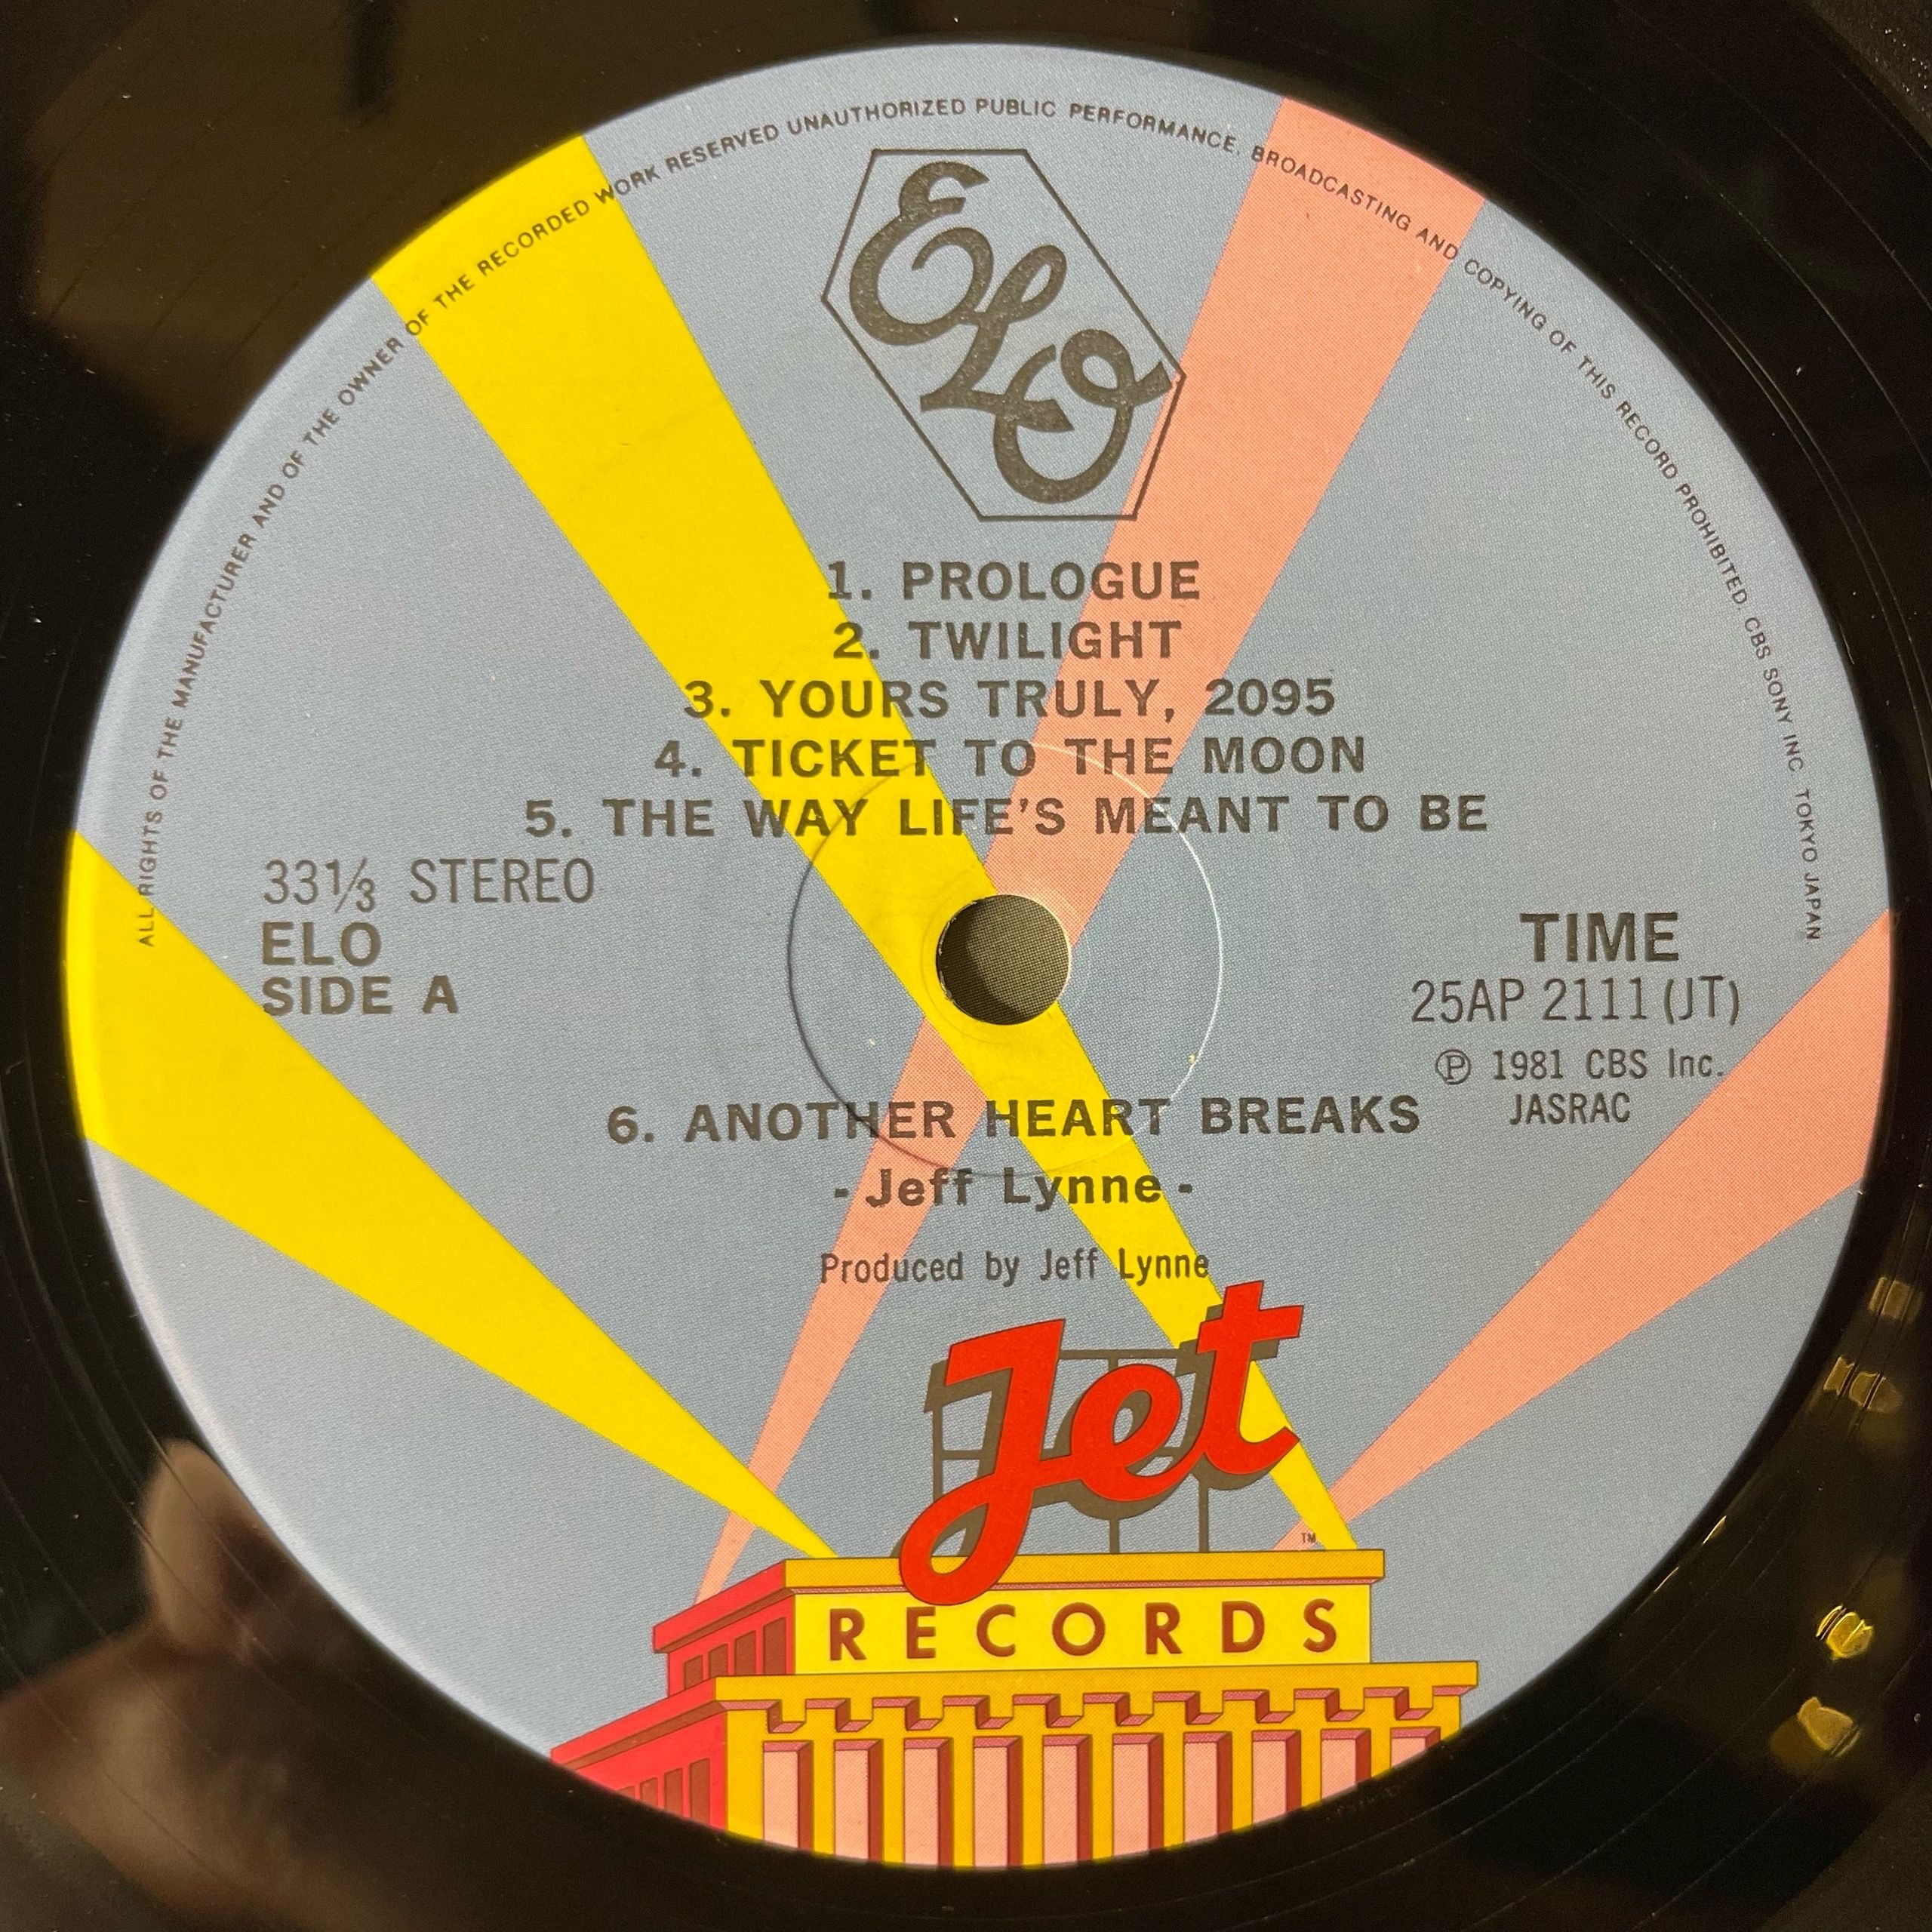 ALL RIGHTS OF THE MANUFACTURER AND OF THE OWNER OF THE RECORDED WORK RESERVED UNAUTHORIZED PUBLIC PERFORMANCE, BROADCASTING AND COPYING OF THIS RECORD PROHIBITED. CBS SONY INC. TOKYO JAPAN
ELO
1. PROLOGUE
2. TWILIGHT
3. YOURS TRULY, 2095
4. TICKET TO THE MOON
5. THE WAY LIFE'S MEANT TO BE
33⅓ STEREO
ELO
SIDE A
TIME
25AP 2111 (JT)
℗ 1981 CBS Inc.
JASRAC
6. ANOTHER HEART BREAKS
- Jeff Lynne -
Produced by Jeff Lynne
Jet
TM
RECORDS